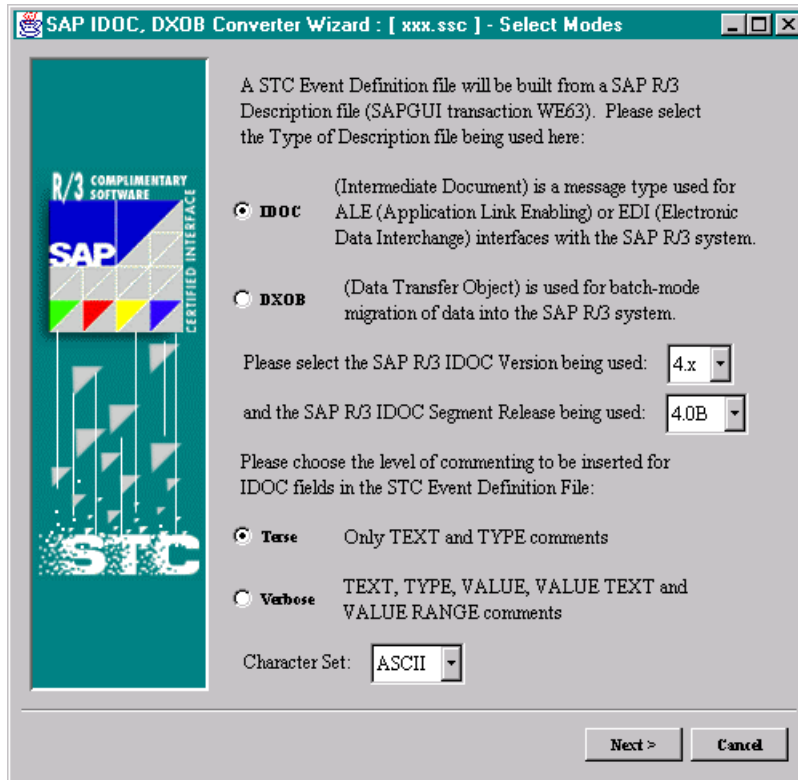 SAP IDOC, DXOB Converter Wizard : [ xxx.ssc ] - Select Modes
A STC Event Definition file will be built from a SAP R/3
Description file (SAPGUI transaction WE63). Please select
the Type of Description file being used here:
R/3 COMPLIMENTARY
SOFTWARE
SAP
CERTIFIED INTERFACE
IDOC
(Intermediate Document) is a message type used for
ALE (Application Link Enabling) or EDI (Electronic
Data Interchange) interfaces with the SAP R/3 system.
DXOB
(Data Transfer Object) is used for batch-mode
migration of data into the SAP R/3 system.
Please select the SAP R/3 IDOC Version being used: 4.x
and the SAP R/3 IDOC Segment Release being used: 4.0B
Please choose the level of commenting to be inserted for
IDOC fields in the STC Event Definition File:
Terse Only TEXT and TYPE comments
STC
Verbose
TEXT, TYPE, VALUE, VALUE TEXT and
VALUE RANGE comments
Character Set: ASCII
Next > Cancel